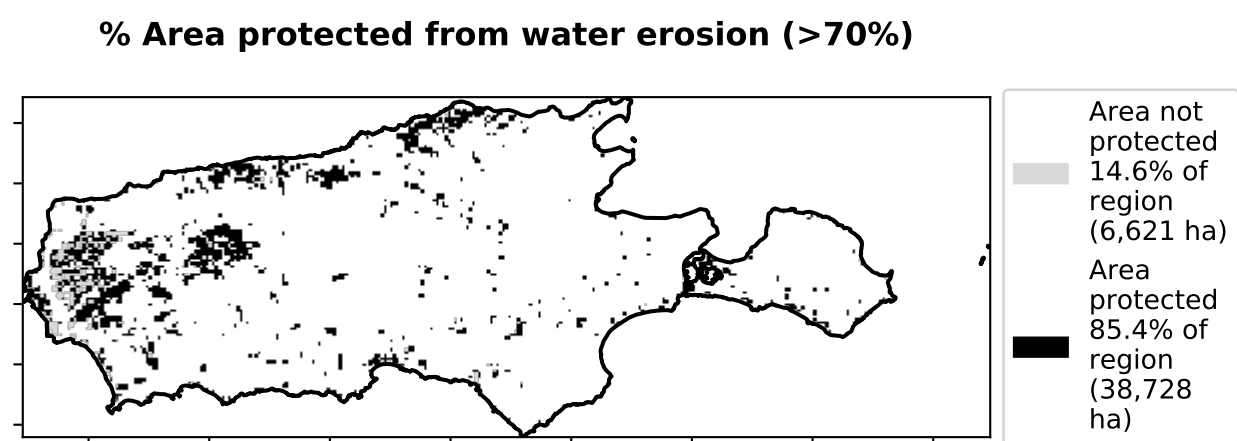 % Area protected from water erosion (>70%)
Area not
protected
14.6% of
region
(6,621 ha)
Area
protected
85.4% of
region
(38,728
ha)